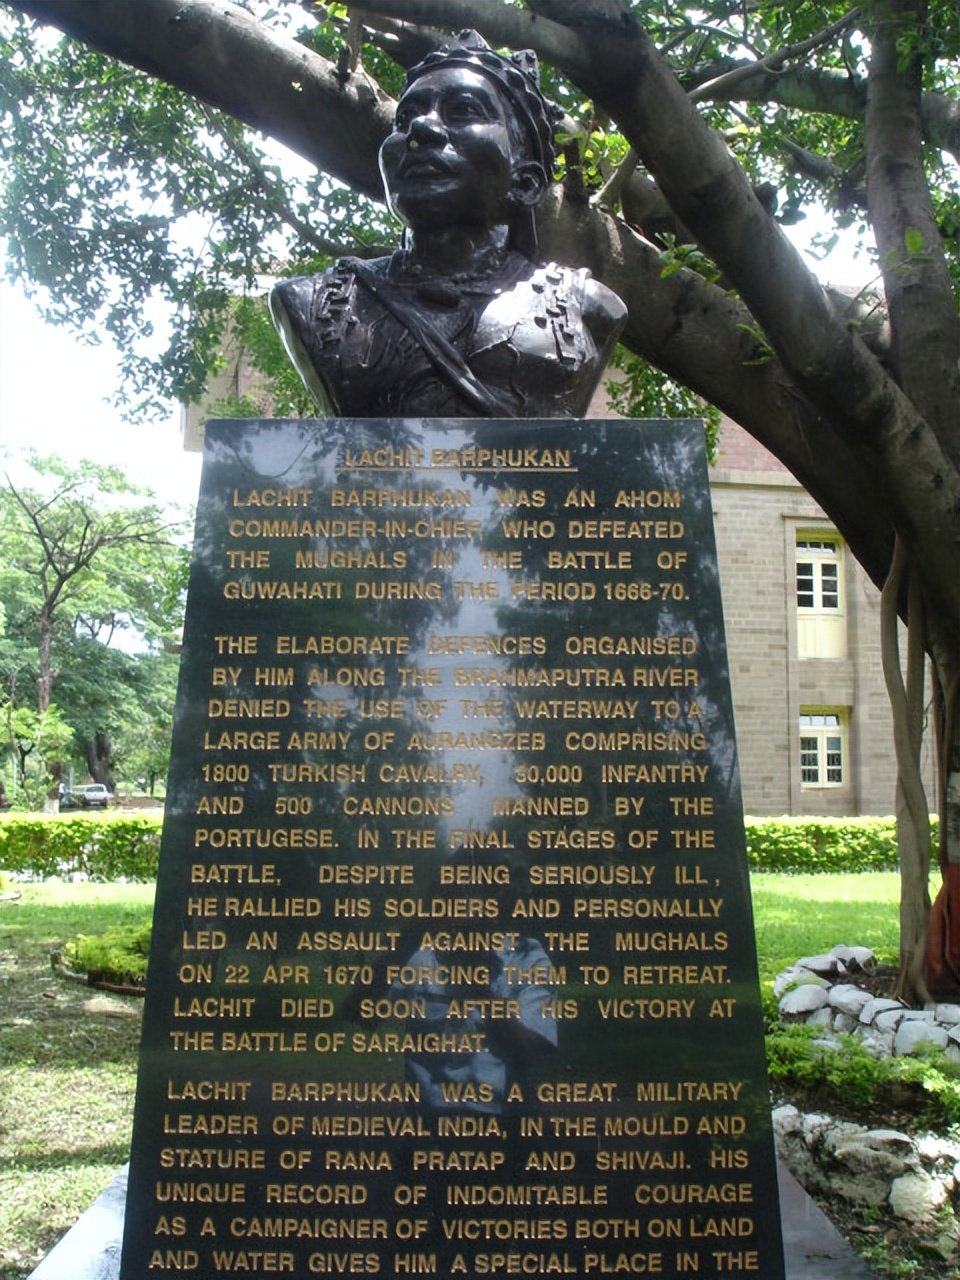 LACHIT BARPHUKAN
LACHIT BARPHUKAN WAS AN AHOM
COMMANDER-IN-CHIEF, WHO DEFEATED
THE MUGHALS IN THE BATTLE OF
GUWAHATI DURING THE PERIOD 1666-70.
THE ELABORATE DEFENCES ORGANISED
BY HIM ALONG THE BRAHMAPUTRA RIVER
DENIED THE USE OF THE WATERWAY TO A
LARGE ARMY OF AURANGZEB COMPRISING
1800 TURKISH CAVALRY, 30,000 INFANTRY
AND 500 CANNONS MANNED BY THE
PORTUGESE. IN THE FINAL STAGES OF THE
BATTLE, DESPITE BEING SERIOUSLY ILL,
HE RALLIED HIS SOLDIERS AND PERSONALLY
LED AN ASSAULT AGAINST THE MUGHALS
ON 22 APR 1670 FORCING THEM TO RETREAT.
LACHIT DIED SOON AFTER HIS VICTORY AT
THE BATTLE OF SARAIGHAT.
LACHIT BARPHUKAN WAS A GREAT MILITARY
LEADER OF MEDIEVAL INDIA, IN THE MOULD AND
STATURE OF RANA PRATAP AND SHIVAJI. HIS
UNIQUE RECORD OF INDOMITABLE COURAGE
AS A CAMPAIGNER OF VICTORIES BOTH ON LAND
AND WATER GIVES HIM A SPECIAL PLACE IN THE